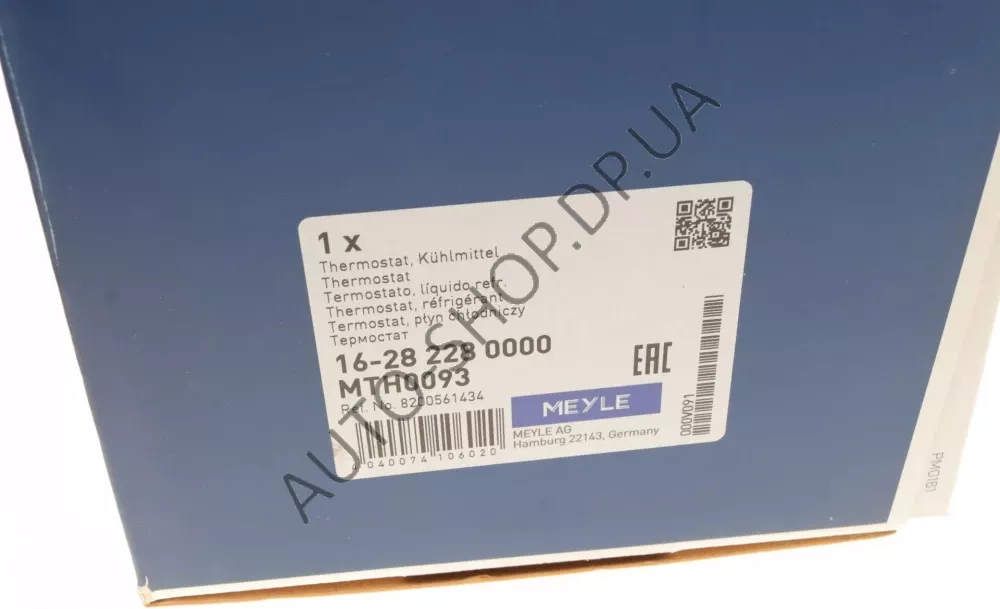 1 x
Thermostat, Kühlmittel
Thermostat
Termostato, líquido refr.
Thermostat, réfrigérant
Termostat, płyn chłodniczy
Термостат
16-28 228 0000
MTH0093
Ref. No. 8200561434
4 040074 106020
EAC
MEYLE
MEYLE AG
Hamburg 22143, Germany
000V091
PM0161
AUTO-SHOP.DP.UA